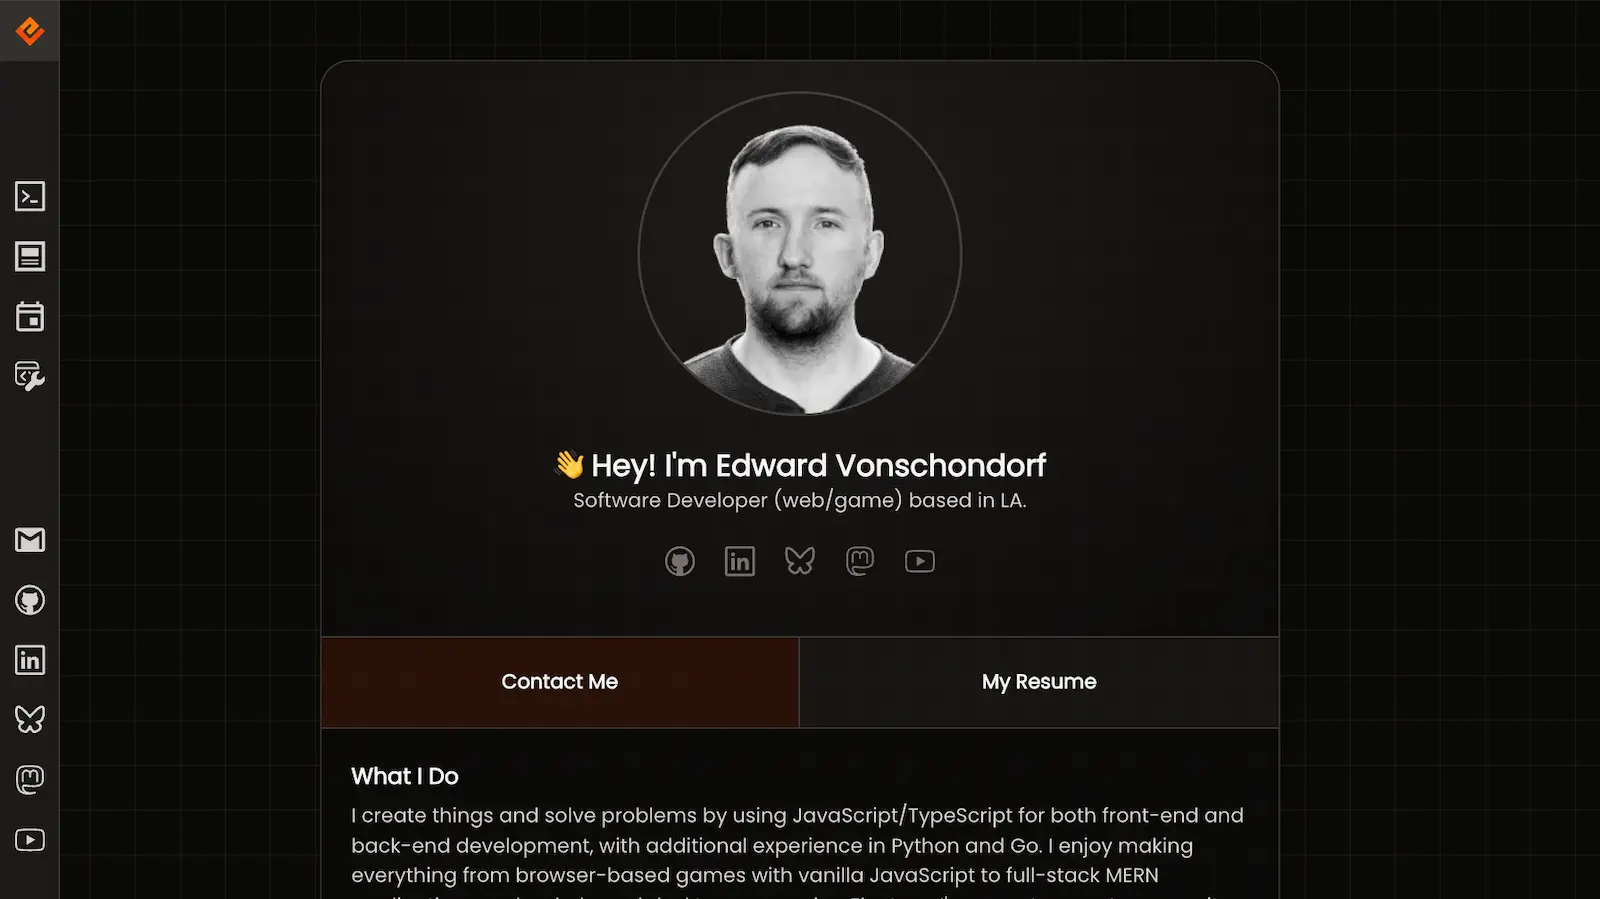 👋 Hey! I'm Edward Vonschondorf
Software Developer (web/game) based in LA.
Contact Me
My Resume
What I Do
I create things and solve problems by using JavaScript/TypeScript for both front-end and
back-end development, with additional experience in Python and Go. I enjoy making
everything from browser-based games with vanilla JavaScript to full-stack MERN